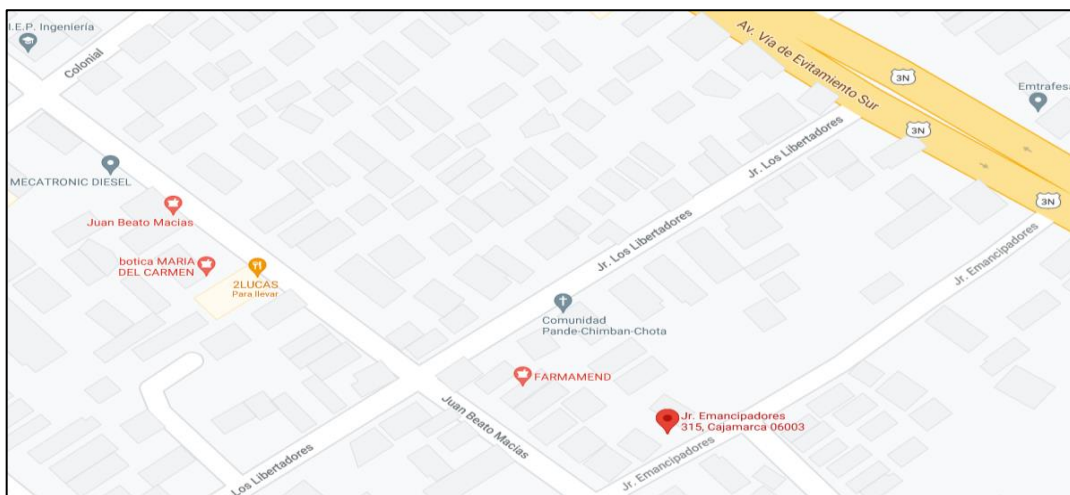 I.E.P. Ingeniería
Colonial
Av. Vía de Evitamiento Sur
3N
Emtrafesa
3N
Jr. Los Libertadores
MECATRONIC DIESEL
3N
Juan Beato Macias
Jr. Los Libertadores
Jr. Emancipadores
botica MARIA
DEL CARMEN
2LUCAS
Para llevar
Comunidad
Pande-Chimban-Chota
FARMAMEND
Juan Beato Macias
Jr. Emancipadores
315, Cajamarca 06003
Los Libertadores
Jr. Emancipadores